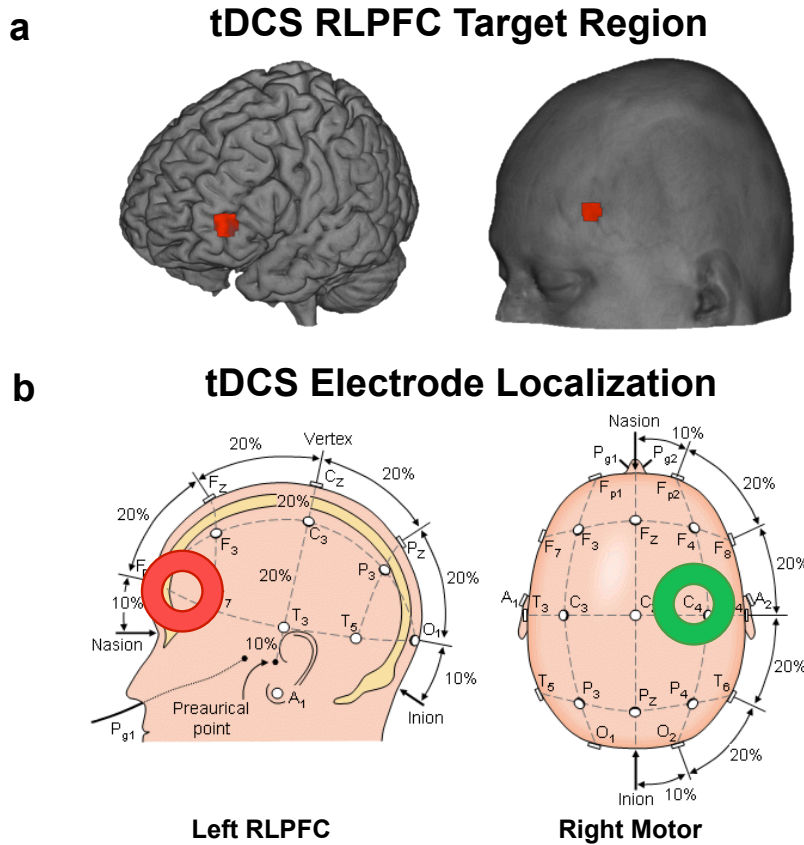 a
tDCS RLPFC Target Region
b
tDCS Electrode Localization
Vertex
20%
20%
FZ
CZ
20%
20%
F3
C3
PZ
P3
20%
20%
10%
7
Nasion
T3
T5
O1
10%
10%
A1
Preaurical
point
Inion
Pg1
Nasion
10%
Pg1
Pg2
Fp1
Fp2
20%
F7
F3
FZ
F4
F8
20%
A1
T3
C3
C
C4
4
A2
20%
T5
P3
PZ
P4
T6
O1
O2
20%
Inion
10%
Left RLPFC
Right Motor